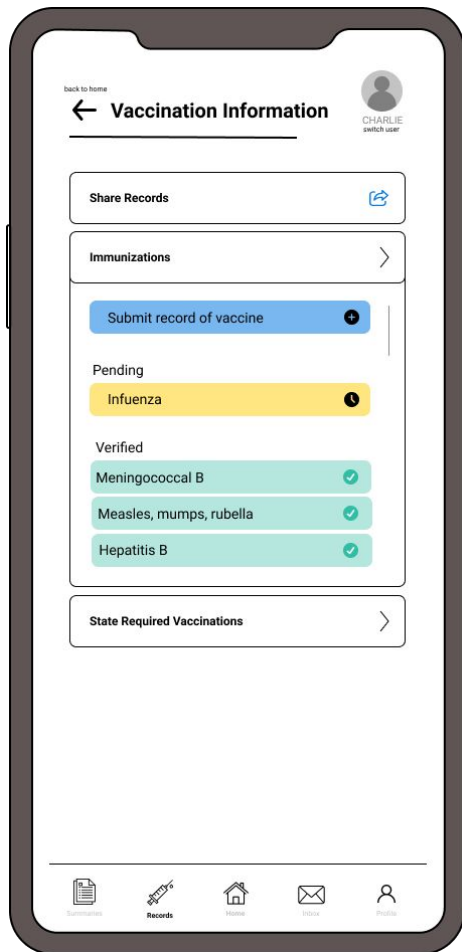 back to home
Vaccination Information
CHARLIE
switch user
Share Records
Immunizations
Submit record of vaccine
Pending
Infuenza
Verified
Meningococcal B
Measles, mumps, rubella
Hepatitis B
State Required Vaccinations
Summaries
Records
Home
Inbox
Profile